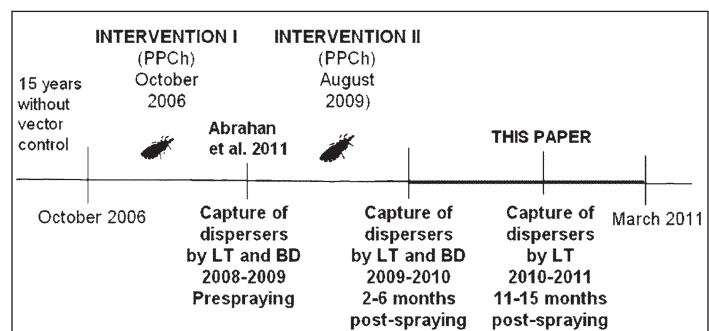 INTERVENTION I
(PPCh)
October
2006
INTERVENTION II
(PPCh)
August
2009)
15 years
without
vector
control
Abrahan
et al. 2011
THIS PAPER
October 2006
Capture of
dispersers
by LT and BD
2008-2009
Prespraying
Capture of
dispersers
by LT and BD
2009-2010
2-6 months
post-spraying
Capture of
dispersers
by LT
2010-2011
11-15 months
post-spraying
March 2011